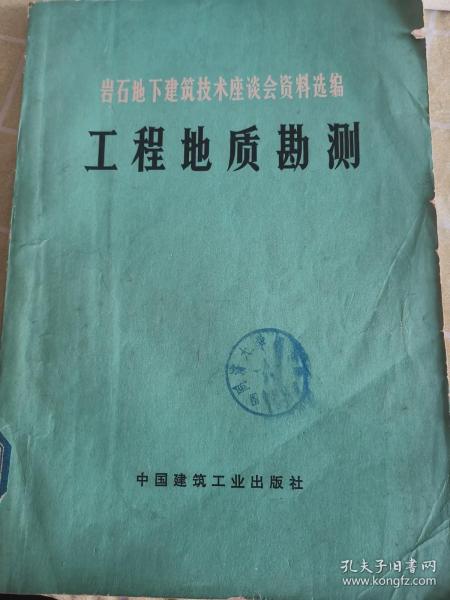 岩石地下建筑技术座谈会资料选编
工程地质勘测
中国建筑工业出版社
孔夫子旧书网
www.kongfz.com